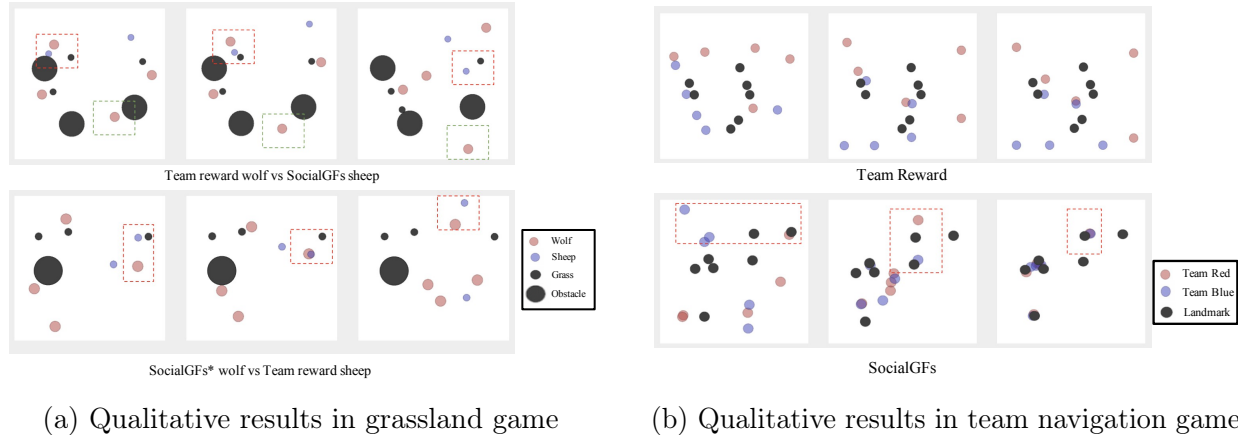 Team reward wolf vs SocialGFs sheep
SocialGFs* wolf vs Team reward sheep
Wolf
Sheep
Grass
Obstacle
(a) Qualitative results in grassland game
Team Reward
SocialGFs
Team Red
Team Blue
Landmark
(b) Qualitative results in team navigation game